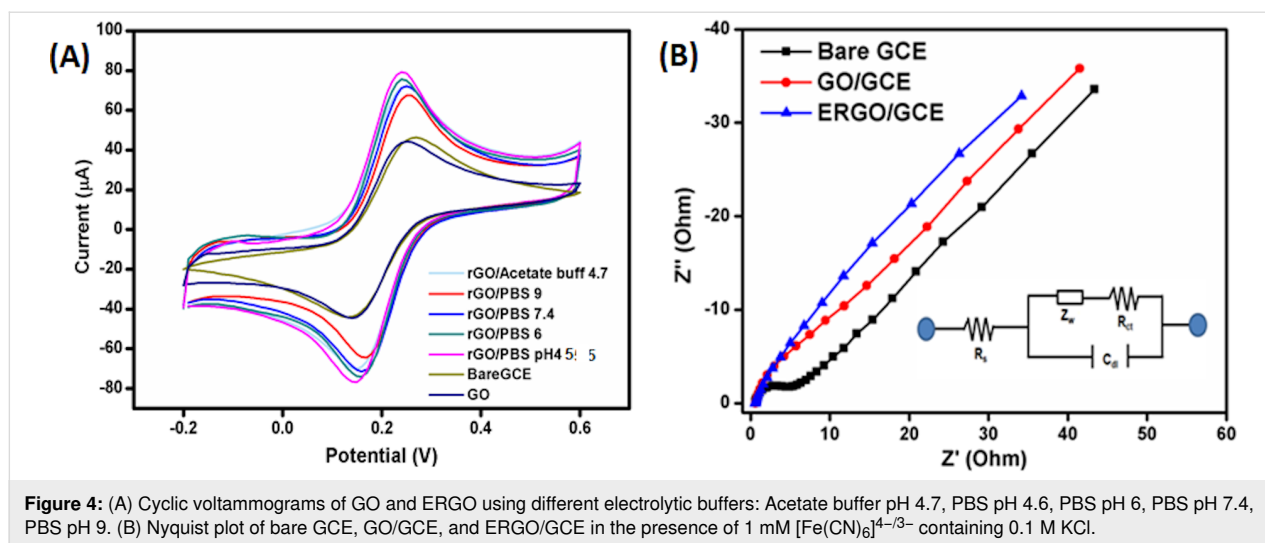 (A)
100
80
60
40
20
0
-20
-40
-60
-80
Current (µA)
-0.2 0.0 0.2 0.4 0.6
Potential (V)
rGO/Acetate buff 4.7
rGO/PBS 9
rGO/PBS 7.4
rGO/PBS 6
rGO/PBS pH4
BareGCE
GO
(B)
-40
-30
-20
-10
0
Z'' (Ohm)
0 10 20 30 40 50 60
Z' (Ohm)
Bare GCE
GO/GCE
ERGO/GCE
Rs
Zw
Rct
Cdl
Figure 4: (A) Cyclic voltammograms of GO and ERGO using different electrolytic buffers: Acetate buffer pH 4.7, PBS pH 4.6, PBS pH 6, PBS pH 7.4,
PBS pH 9. (B) Nyquist plot of bare GCE, GO/GCE, and ERGO/GCE in the presence of 1 mM [Fe(CN)6]4−/3− containing 0.1 M KCl.